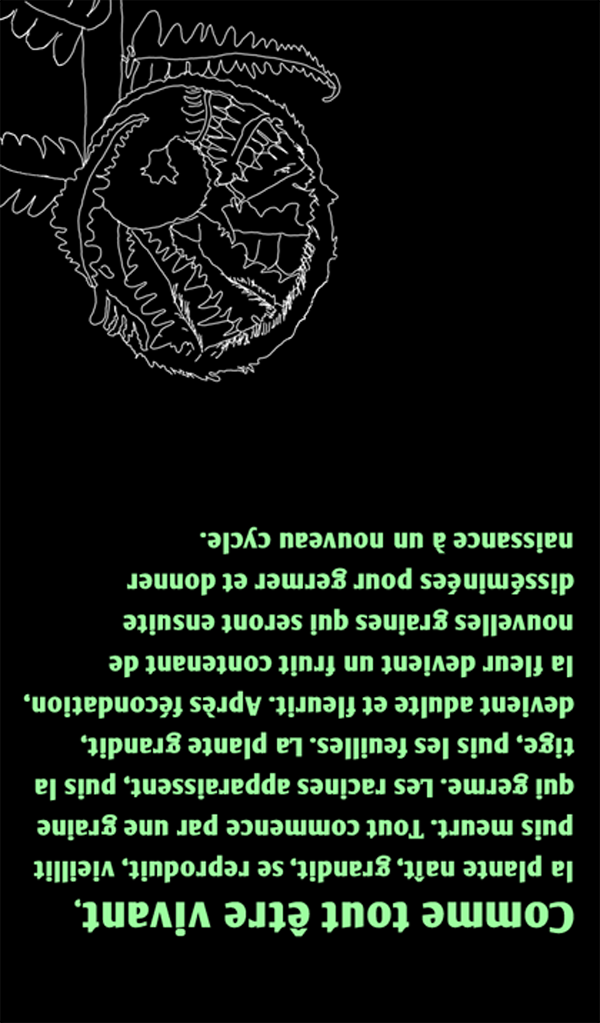 Comme tout être vivant,
la plante naît, grandit, se reproduit, vieillit
puis meurt. Tout commence par une graine
qui germe. Les racines apparaissent, puis la
tige, puis les feuilles. La plante grandit,
devient adulte et fleurit. Après fécondation,
la fleur devient un fruit contenant de
nouvelles graines qui seront ensuite
disséminées pour germer et donner
naissance à un nouveau cycle.